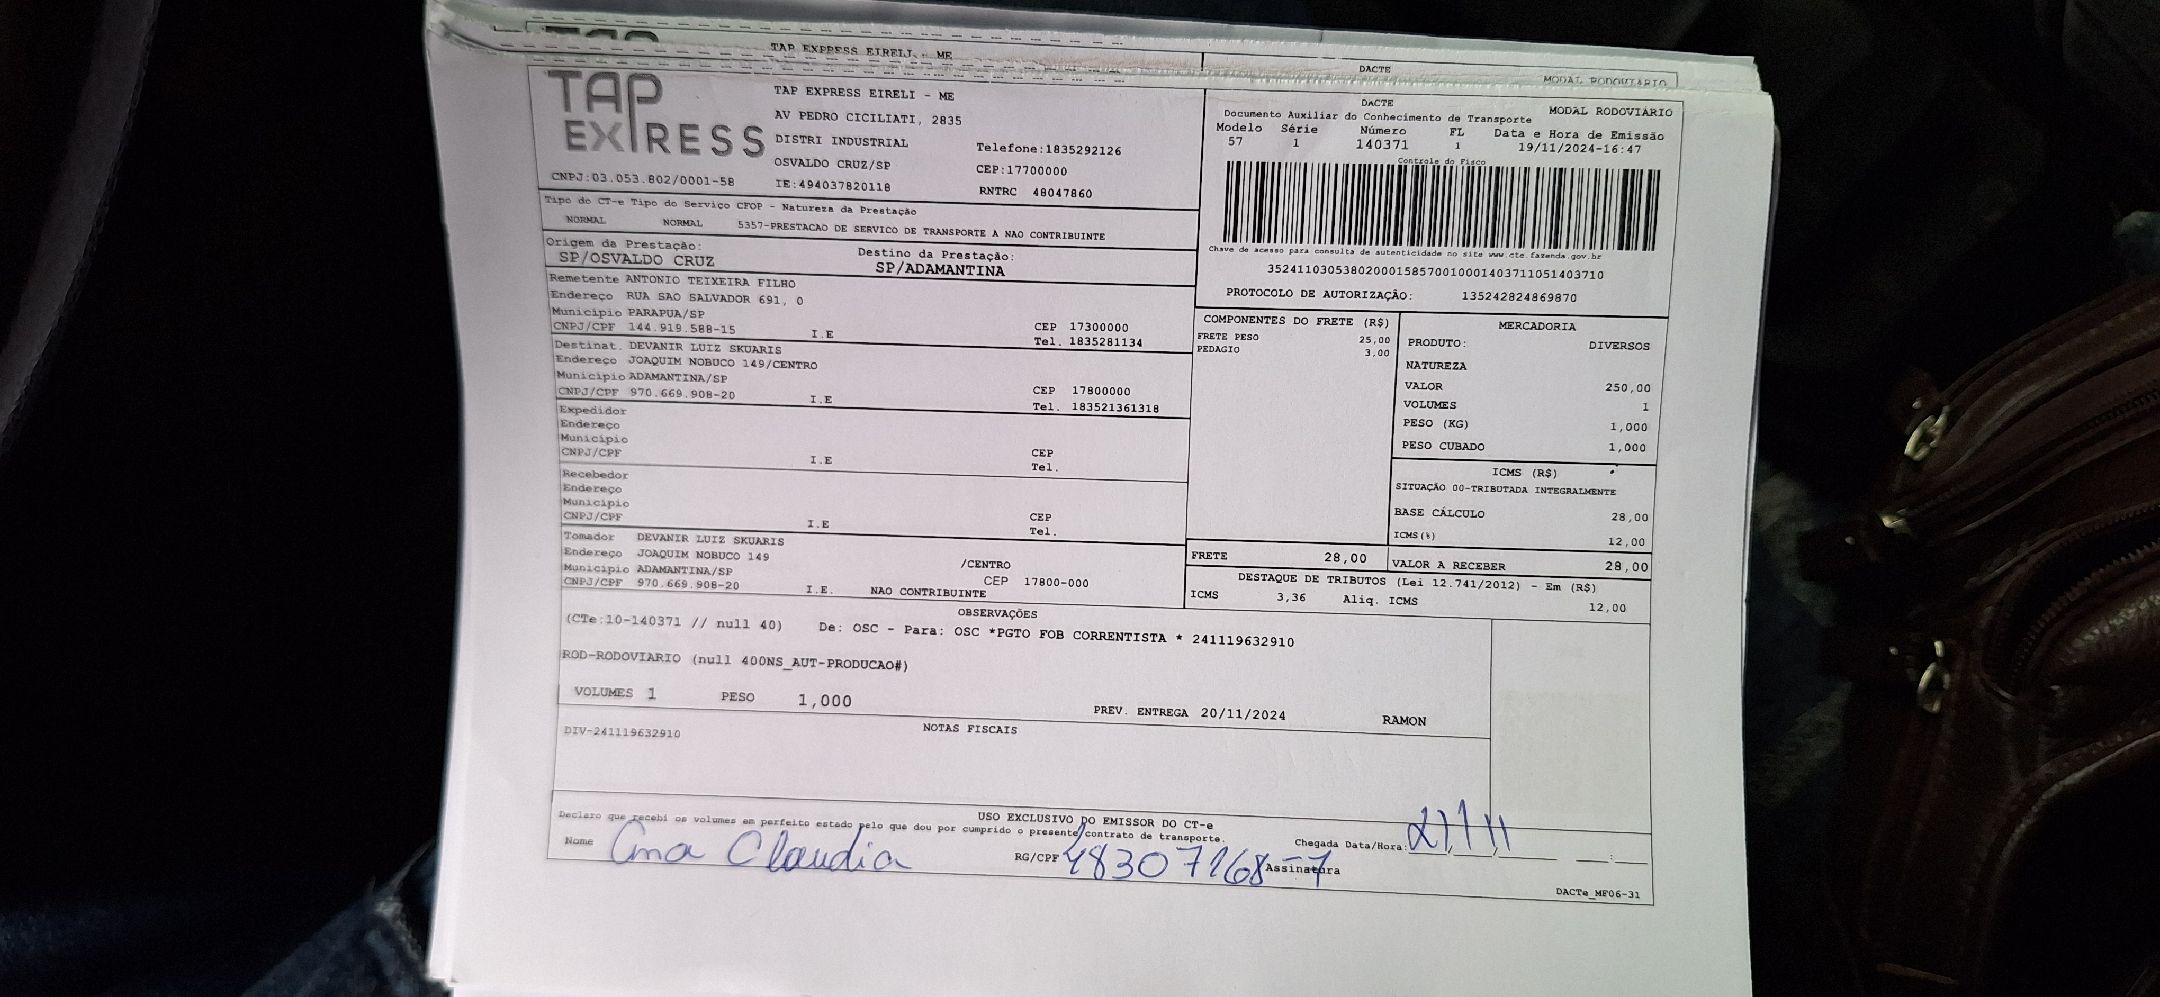 TAP EXPRESS EIRELI - ME
DACTE
MODAL RODOVIARIO
TAP
EXPRESS
CNPJ:03.053.802/0001-58
TAP EXPRESS EIRELI - ME
AV PEDRO CICILIATI, 2835
DISTRI INDUSTRIAL
Telefone:1835292126
OSVALDO CRUZ/SP
CEP:17700000
IE:494037820118
RNTRC 48047860
DACTE
MODAL RODOVIÁRIO
Documento Auxiliar do Conhecimento de Transporte
Modelo Série Número FL Data e Hora de Emissão
57 1 140371 1 19/11/2024-16:47
Controle do Fisco
Chave de acesso para consulta de autenticidade no site www.cte.fazenda.gov.br
35241103053802000158570010001403711051403710
PROTOCOLO DE AUTORIZAÇÃO: 135242824869870
Tipo do CT-e Tipo do Serviço CFOP - Natureza da Prestação
NORMAL NORMAL 5357-PRESTACAO DE SERVICO DE TRANSPORTE A NAO CONTRIBUINTE
Origem da Prestação: Destino da Prestação:
SP/OSVALDO CRUZ SP/ADAMANTINA
Remetente ANTONIO TEIXEIRA FILHO
Endereço RUA SAO SALVADOR 691, 0
Município PARAPUA/SP
CEP 17300000
CNPJ/CPF 144.919.588-15 I.E Tel. 1835281134
Destinat. DEVANIR LUIZ SKUARIS
Endereço JOAQUIM NOBUCO 149/CENTRO
Município ADAMANTINA/SP
CEP 17800000
CNPJ/CPF 970.669.908-20 I.E Tel. 183521361318
Expedidor
Endereço
Município
CEP
CNPJ/CPF I.E Tel.
Recebedor
Endereço
Município
CEP
CNPJ/CPF I.E Tel.
Tomador DEVANIR LUIZ SKUARIS
Endereço JOAQUIM NOBUCO 149 /CENTRO
Município ADAMANTINA/SP CEP 17800-000
CNPJ/CPF 970.669.908-20 I.E. NAO CONTRIBUINTE
COMPONENTES DO FRETE (R$)
FRETE PESO 25,00
PEDAGIO 3,00
FRETE 28,00
MERCADORIA
PRODUTO: DIVERSOS
NATUREZA
VALOR 250,00
VOLUMES 1
PESO (KG) 1,000
PESO CUBADO 1,000
ICMS (R$)
SITUAÇÃO 00-TRIBUTADA INTEGRALMENTE
BASE CÁLCULO 28,00
ICMS(%) 12,00
VALOR A RECEBER 28,00
DESTAQUE DE TRIBUTOS (Lei 12.741/2012) - Em (R$)
ICMS 3,36 Aliq. ICMS 12,00
OBSERVAÇÕES
(CTe:10-140371 // null 40) De: OSC - Para: OSC *PGTO FOB CORRENTISTA * 241119632910
ROD-RODOVIARIO (null 400NS_AUT-PRODUCAO#)
VOLUMES 1 PESO 1,000 PREV. ENTREGA 20/11/2024 RAMON
NOTAS FISCAIS
DIV-241119632910
USO EXCLUSIVO DO EMISSOR DO CT-e
Declaro que recebi os volumes em perfeito estado pelo que dou por cumprido o presente contrato de transporte.
Chegada Data/Hora: 21/11
Nome Ana Claudia RG/CPF 48307268-7 Assinatura
DACTe_MF06-31